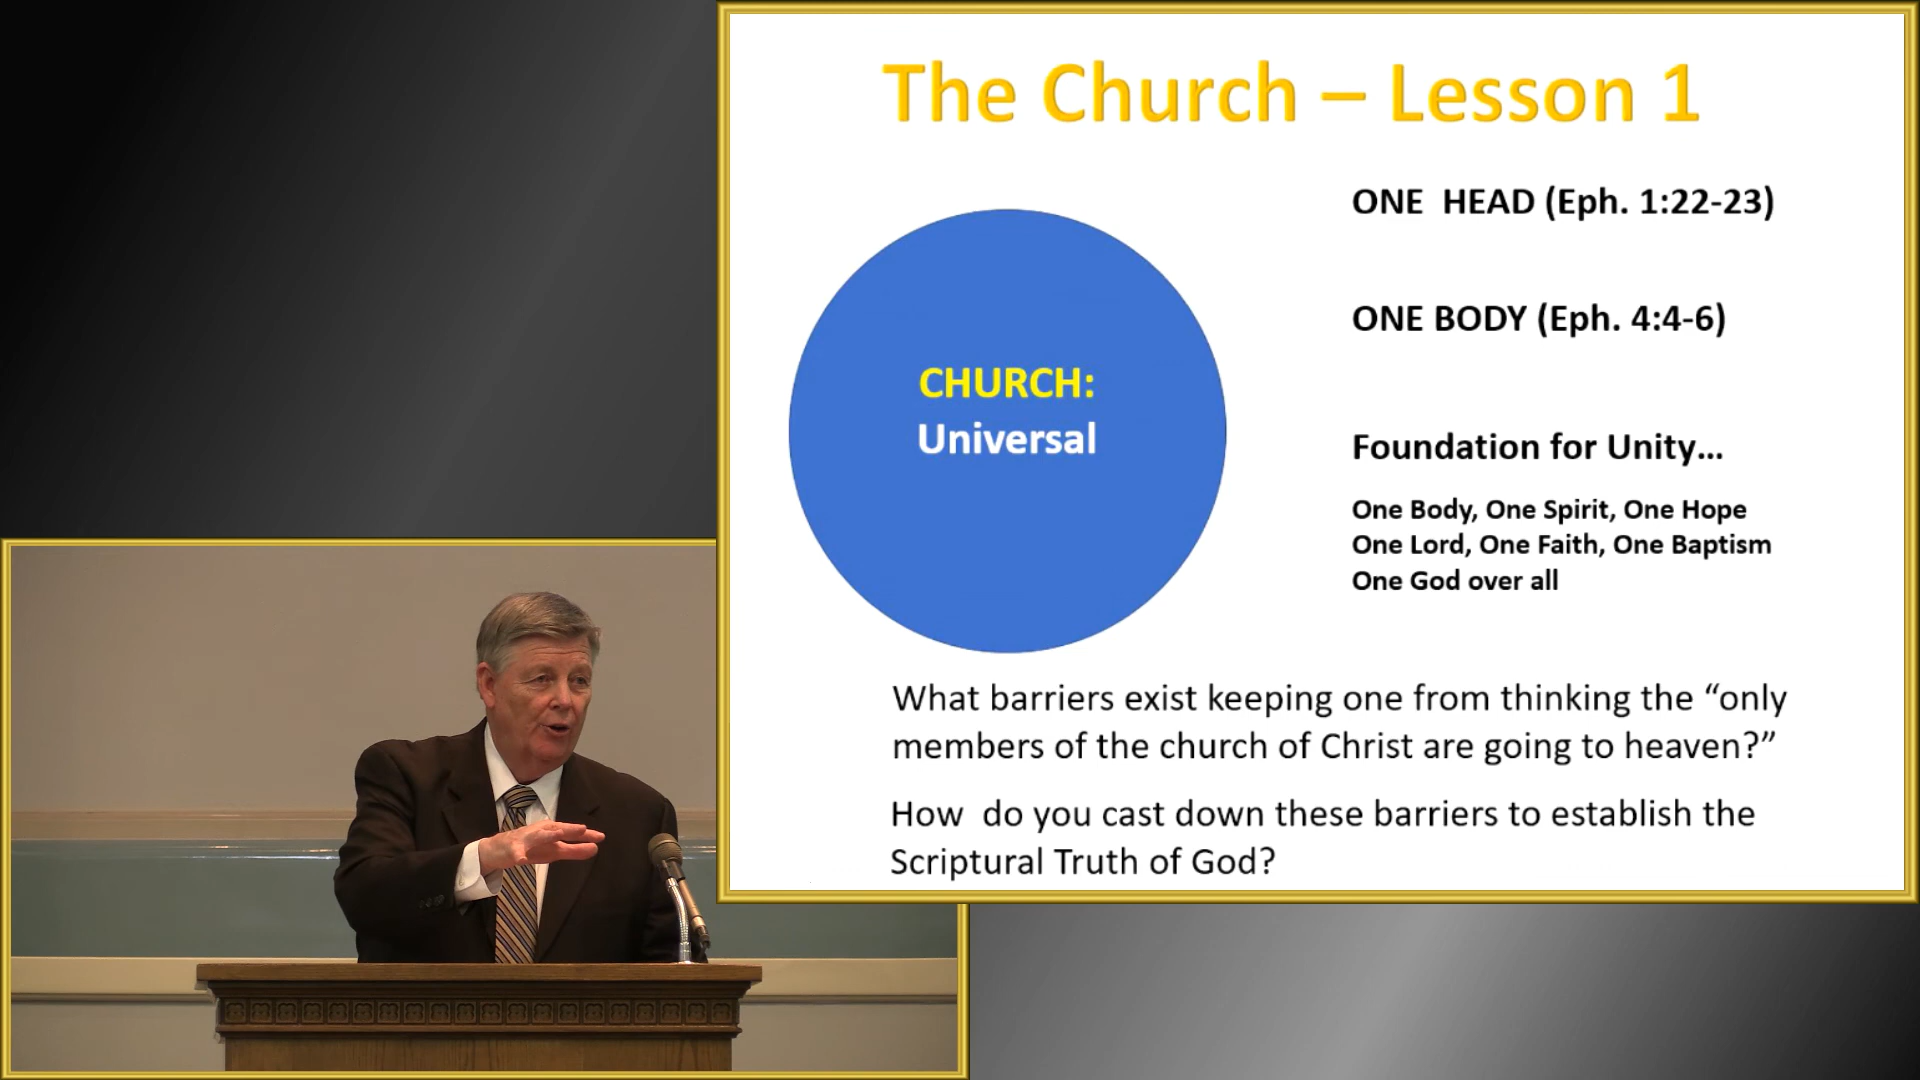 The Church – Lesson 1
ONE  HEAD (Eph. 1:22-23)
ONE BODY (Eph. 4:4-6)
CHURCH:
Universal
Foundation for Unity...
One Body, One Spirit, One Hope
One Lord, One Faith, One Baptism
One God over all
What barriers exist keeping one from thinking the “only
members of the church of Christ are going to heaven?”
How  do you cast down these barriers to establish the
Scriptural Truth of God?